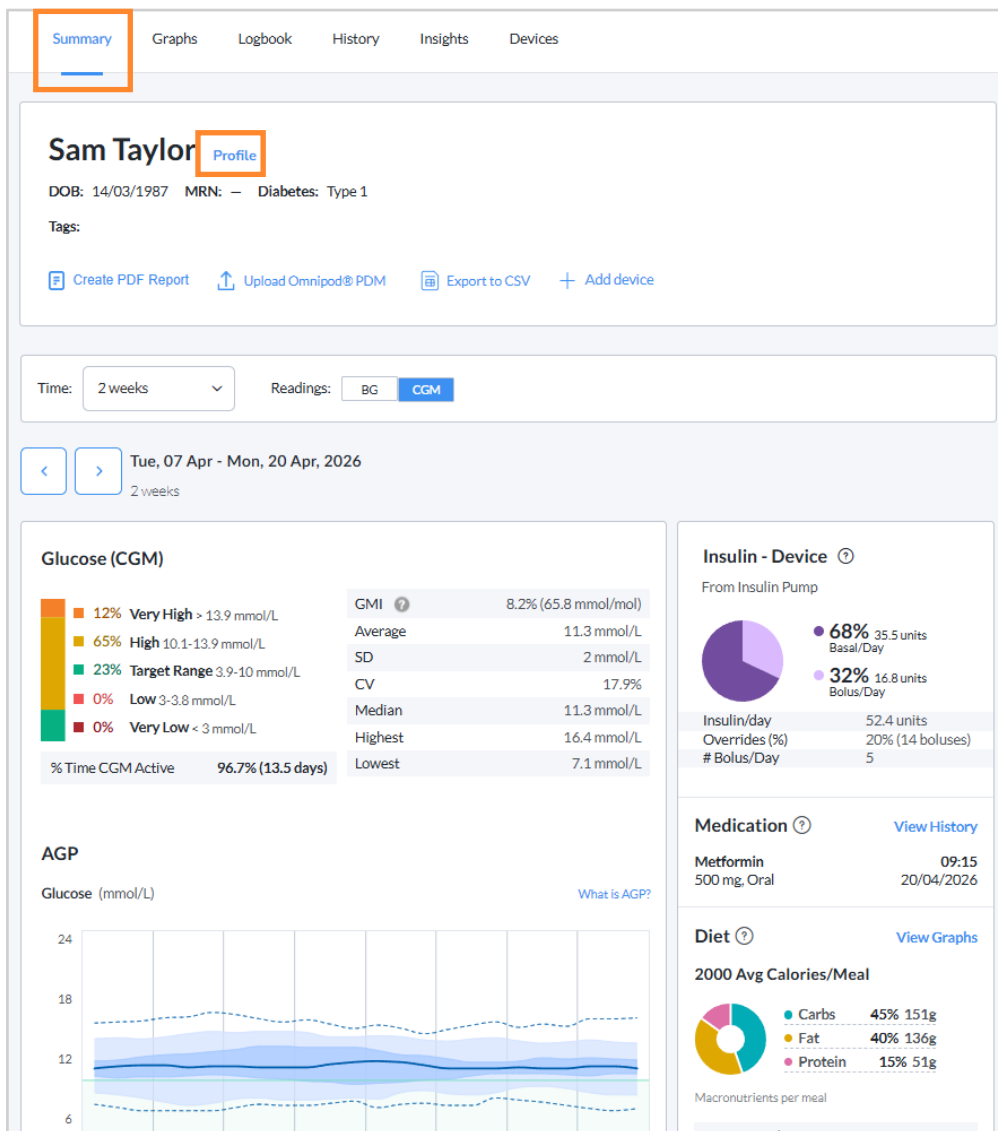 Summary Graphs Logbook History Insights Devices
Sam Taylor Profile
DOB: 14/03/1987 MRN: – Diabetes: Type 1
Tags:
Create PDF Report Upload Omnipod® PDM Export to CSV Add device
Time: 2 weeks Readings: BG CGM
Tue, 07 Apr - Mon, 20 Apr, 2026
2 weeks
Glucose (CGM)
12% Very High > 13.9 mmol/L
65% High 10.1-13.9 mmol/L
23% Target Range 3.9-10 mmol/L
0% Low 3-3.8 mmol/L
0% Very Low < 3 mmol/L
% Time CGM Active 96.7% (13.5 days)
GMI ? 8.2% (65.8 mmol/mol)
Average 11.3 mmol/L
SD 2 mmol/L
CV 17.9%
Median 11.3 mmol/L
Highest 16.4 mmol/L
Lowest 7.1 mmol/L
AGP
Glucose (mmol/L) What is AGP?
24
18
12
6
Insulin - Device ?
From Insulin Pump
68% 35.5 units
Basal/Day
32% 16.8 units
Bolus/Day
Insulin/day 52.4 units
Overrides (%) 20% (14 boluses)
# Bolus/Day 5
Medication ? View History
Metformin 09:15
500 mg, Oral 20/04/2026
Diet ? View Graphs
2000 Avg Calories/Meal
Carbs 45% 151g
Fat 40% 136g
Protein 15% 51g
Macronutrients per meal